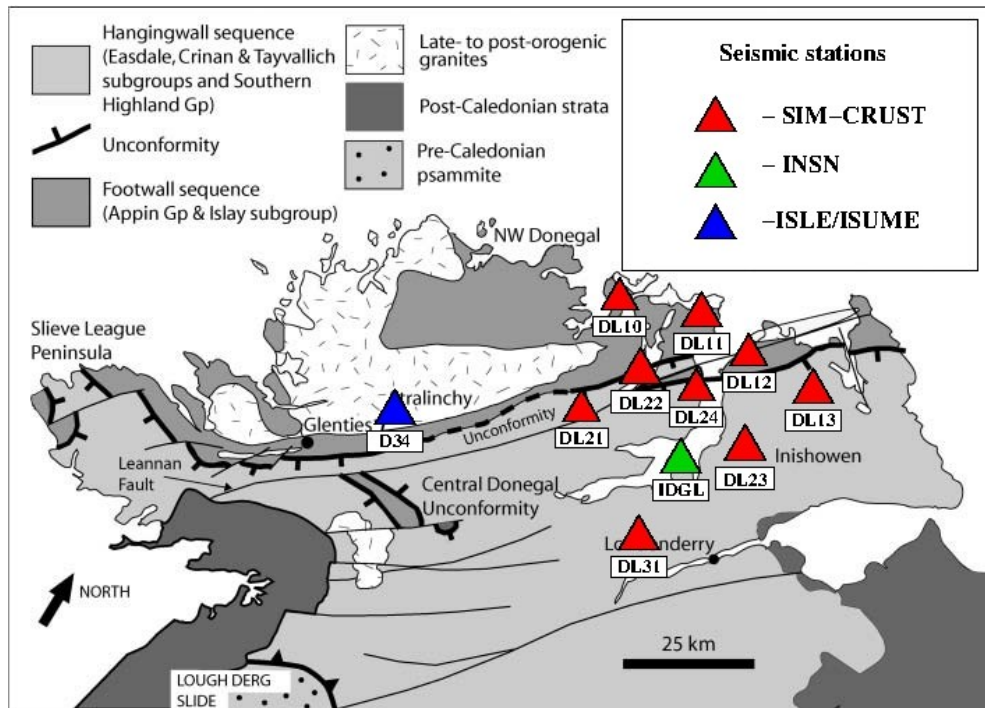 Hangingwall sequence
(Easdale, Crinan & Tayvallich
subgroups and Southern
Highland Gp)
Unconformity
Footwall sequence
(Appin Gp & Islay subgroup)
Late- to post-orogenic
granites
Post-Caledonian strata
Pre-Caledonian
psammite
Seismic stations
– SIM–CRUST
– INSN
–ISLE/ISUME
NW Donegal
Slieve League
Peninsula
DL10
DL11
DL12
DL22
DL24
DL13
DL21
tralinchy
Glenties
D34
Unconformity
Leannan
Fault
Central Donegal
Unconformity
IDGL
DL23
Inishowen
Lo nderry
DL31
NORTH
25 km
LOUGH DERG
SLIDE